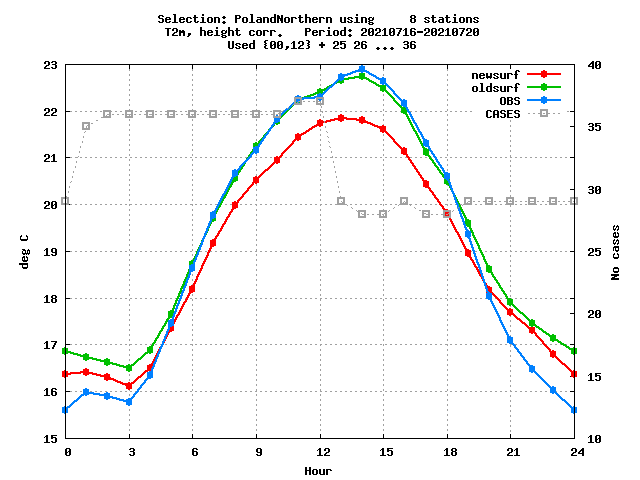 Selection: PolandNorthern using     8 stations
T2m, height corr.   Period: 20210716-20210720
Used {00,12} + 25 26 ... 36
newsurf
oldsurf
OBS
CASES
23
22
21
20
19
18
17
16
15
40
35
30
25
20
15
10
deg C
No cases
0 3 6 9 12 15 18 21 24
Hour